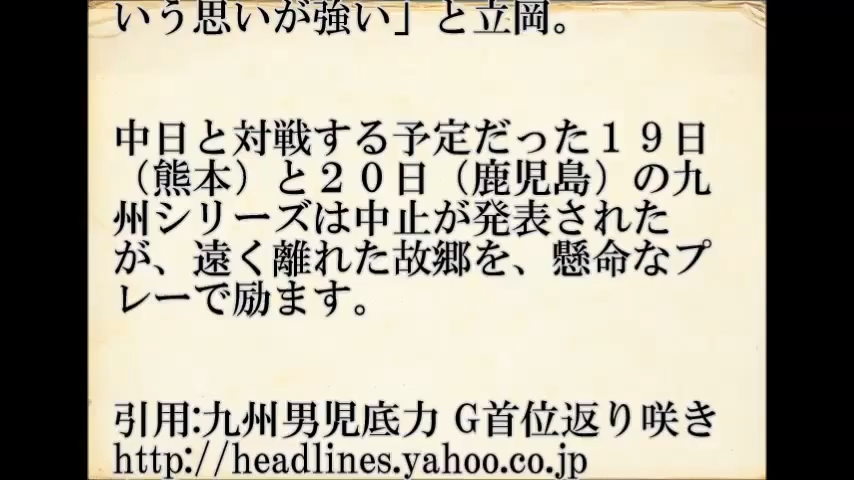 いう思いが強い」と立岡。
中日と対戦する予定だった１９日
（熊本）と２０日（鹿児島）の九
州シリーズは中止が発表された
が、遠く離れた故郷を、懸命なプ
レーで励ます。
引用:九州男児底力 G首位返り咲き
http://headlines.yahoo.co.jp